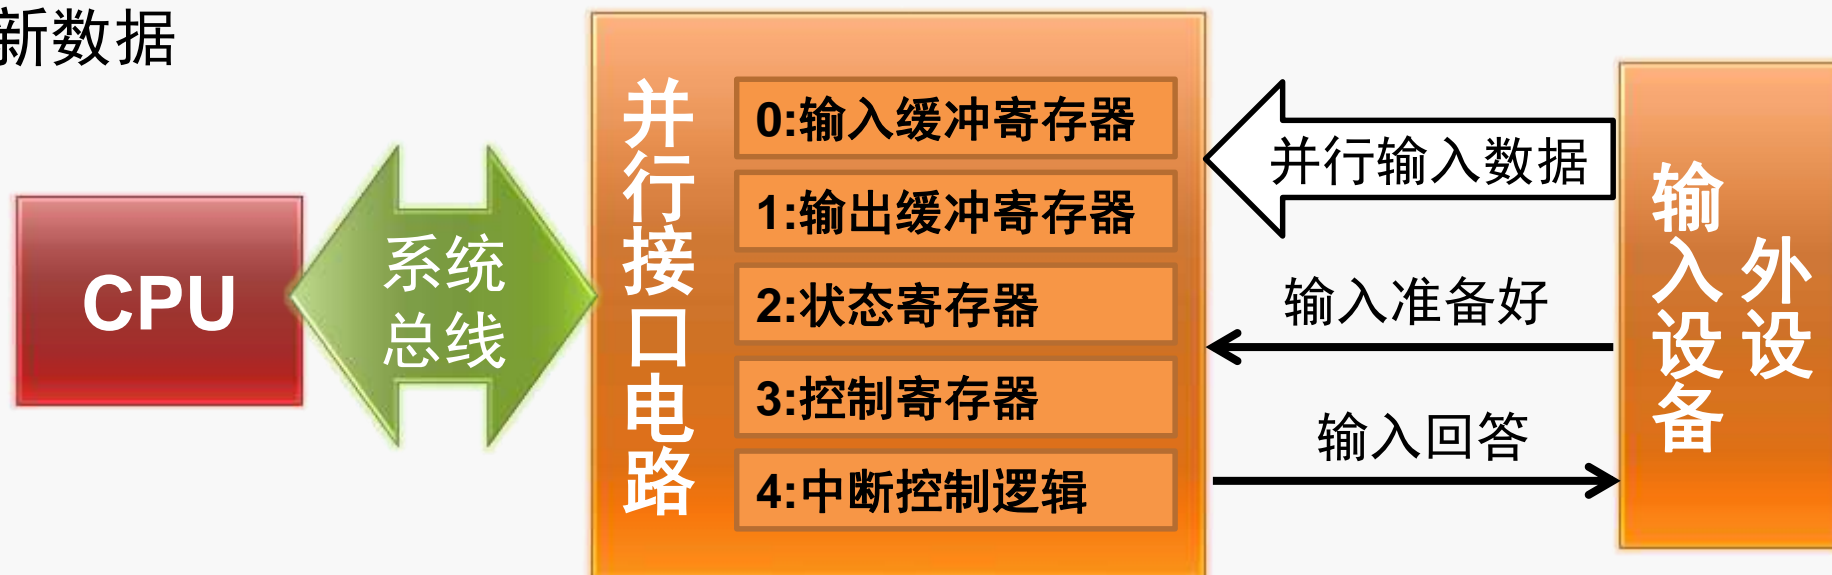 新数据
CPU
系统
总线
并行接口电路
0:输入缓冲寄存器
1:输出缓冲寄存器
2:状态寄存器
3:控制寄存器
4:中断控制逻辑
并行输入数据
输入准备好
输入回答
输入设备
外设